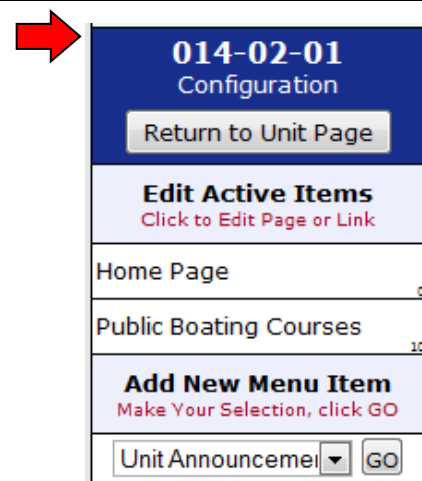 014-02-01
Configuration
Return to Unit Page
Edit Active Items
Click to Edit Page or Link
Home Page
Public Boating Courses
10
Add New Menu Item
Make Your Selection, click GO
Unit Announcemei GO